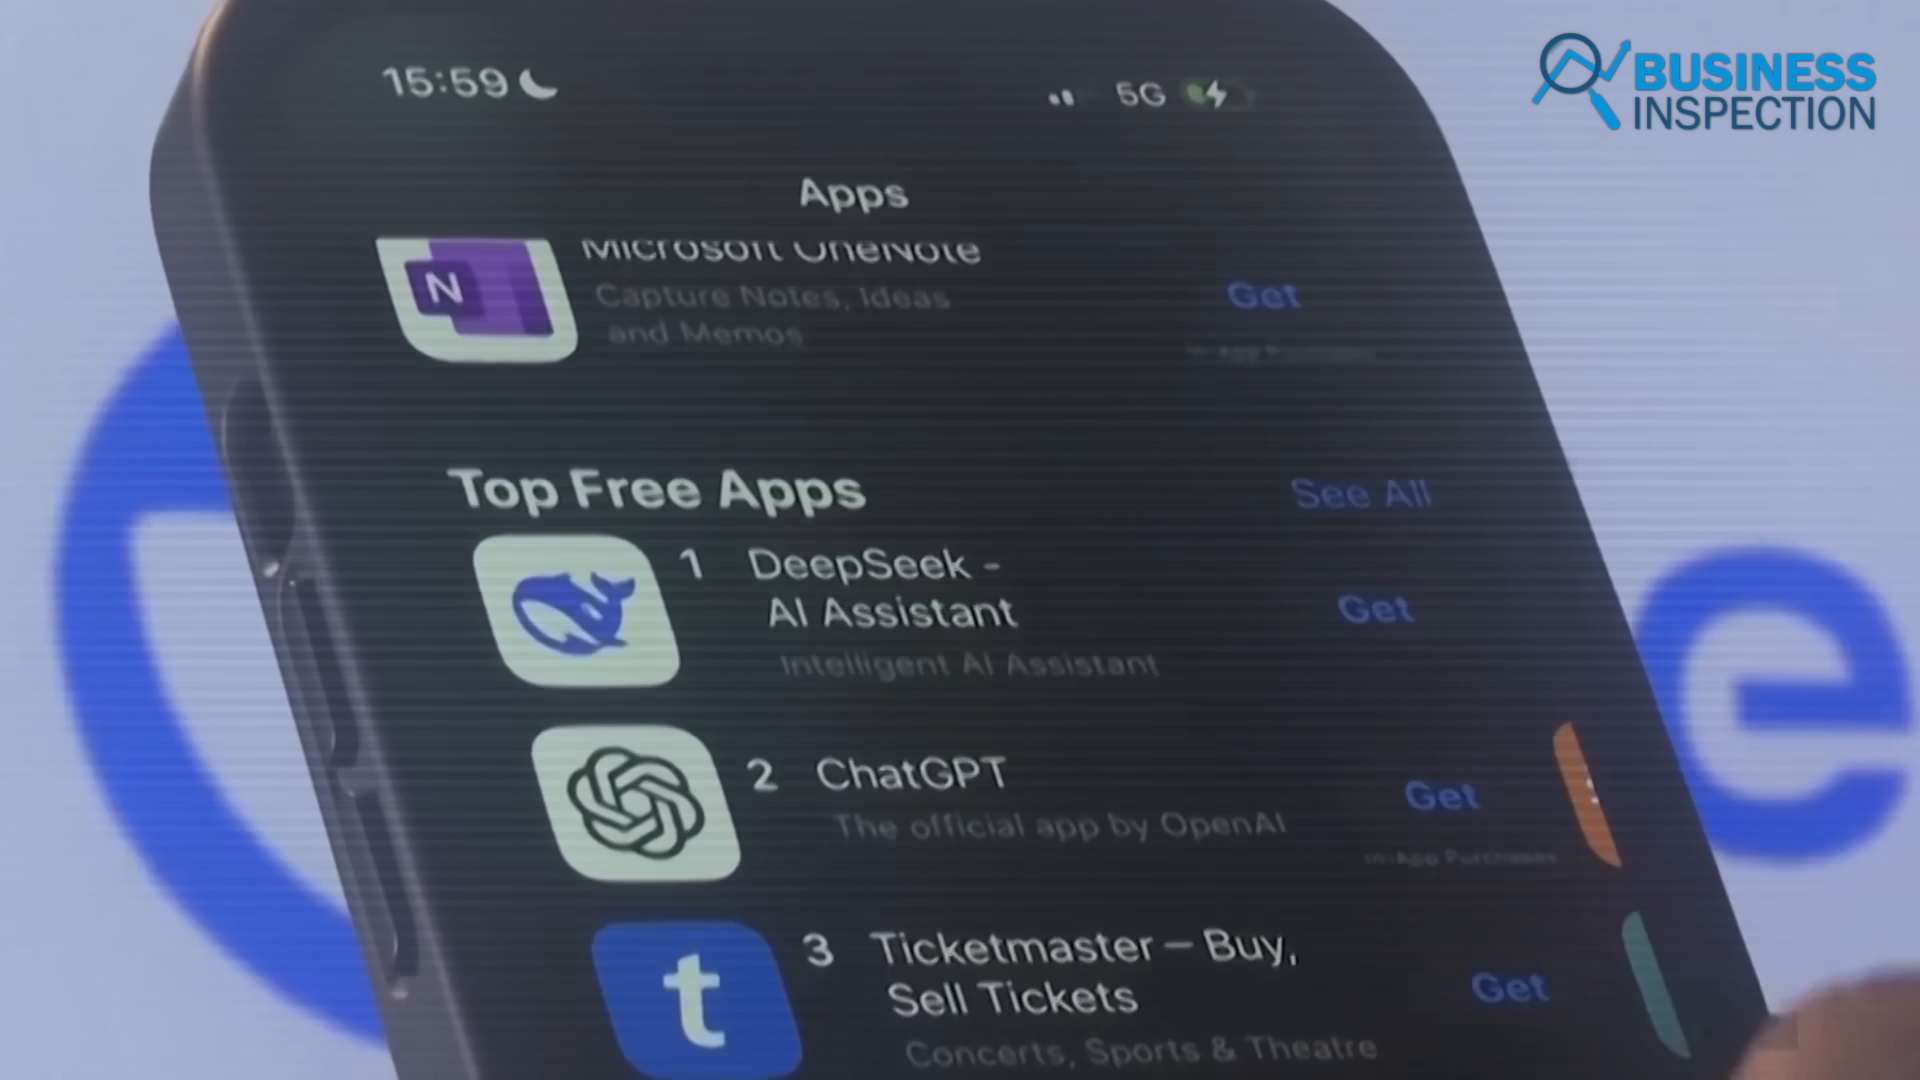 BUSINESS
INSPECTION
15:59
5G
Apps
Microsoft OneNote
Capture Notes, Ideas
and Memos
Get
In-App Purchases
Top Free Apps
See All
1 DeepSeek -
AI Assistant
Get
Intelligent AI Assistant
2 ChatGPT
Get
The official app by OpenAI
In-App Purchases
3 Ticketmaster – Buy,
Sell Tickets
Get
Concerts, Sports & Theatre
N
t
e